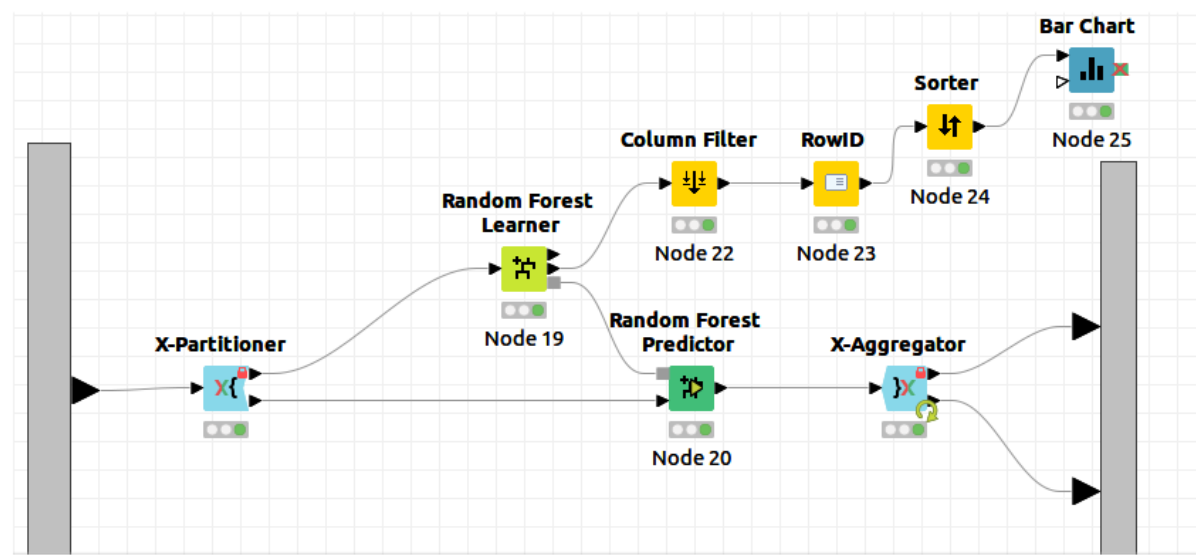 Bar Chart
Node 25
Sorter
Node 24
Column Filter
Node 22
RowID
Node 23
Random Forest
Learner
Node 19
Random Forest
Predictor
Node 20
X-Partitioner
X{
X-Aggregator
}X